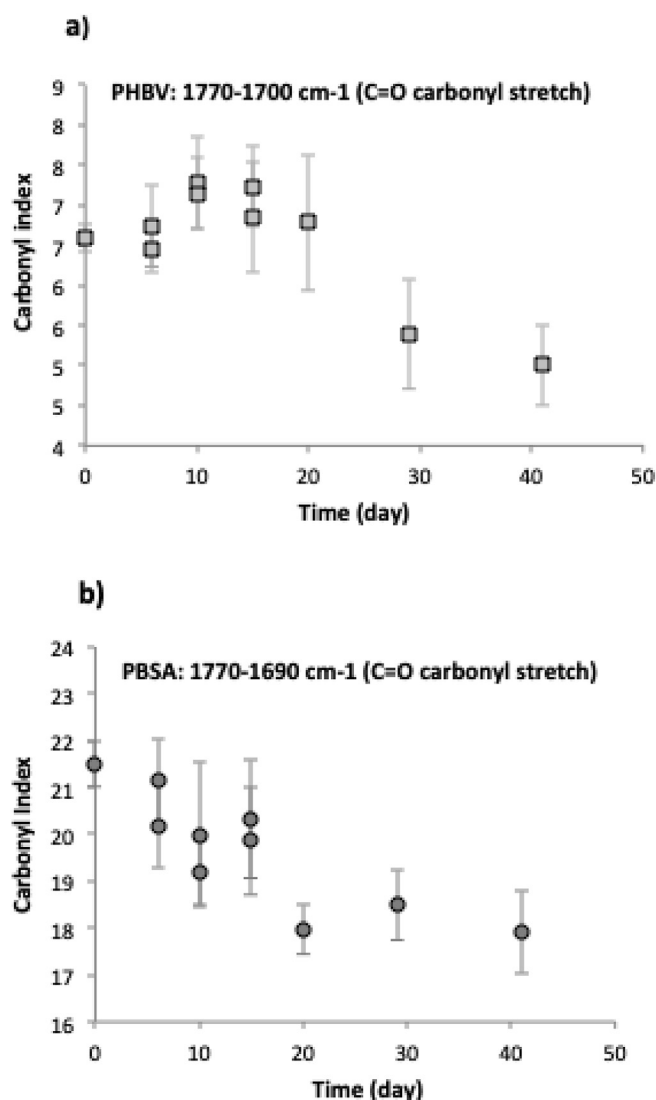 a)
PHBV: 1770-1700 cm-1 (C=O carbonyl stretch)
Carbonyl index
9
8
8
7
7
6
6
5
5
4
0 10 20 30 40 50
Time (day)
b)
PBSA: 1770-1690 cm-1 (C=O carbonyl stretch)
Carbonyl Index
24
23
22
21
20
19
18
17
16
0 10 20 30 40 50
Time (day)